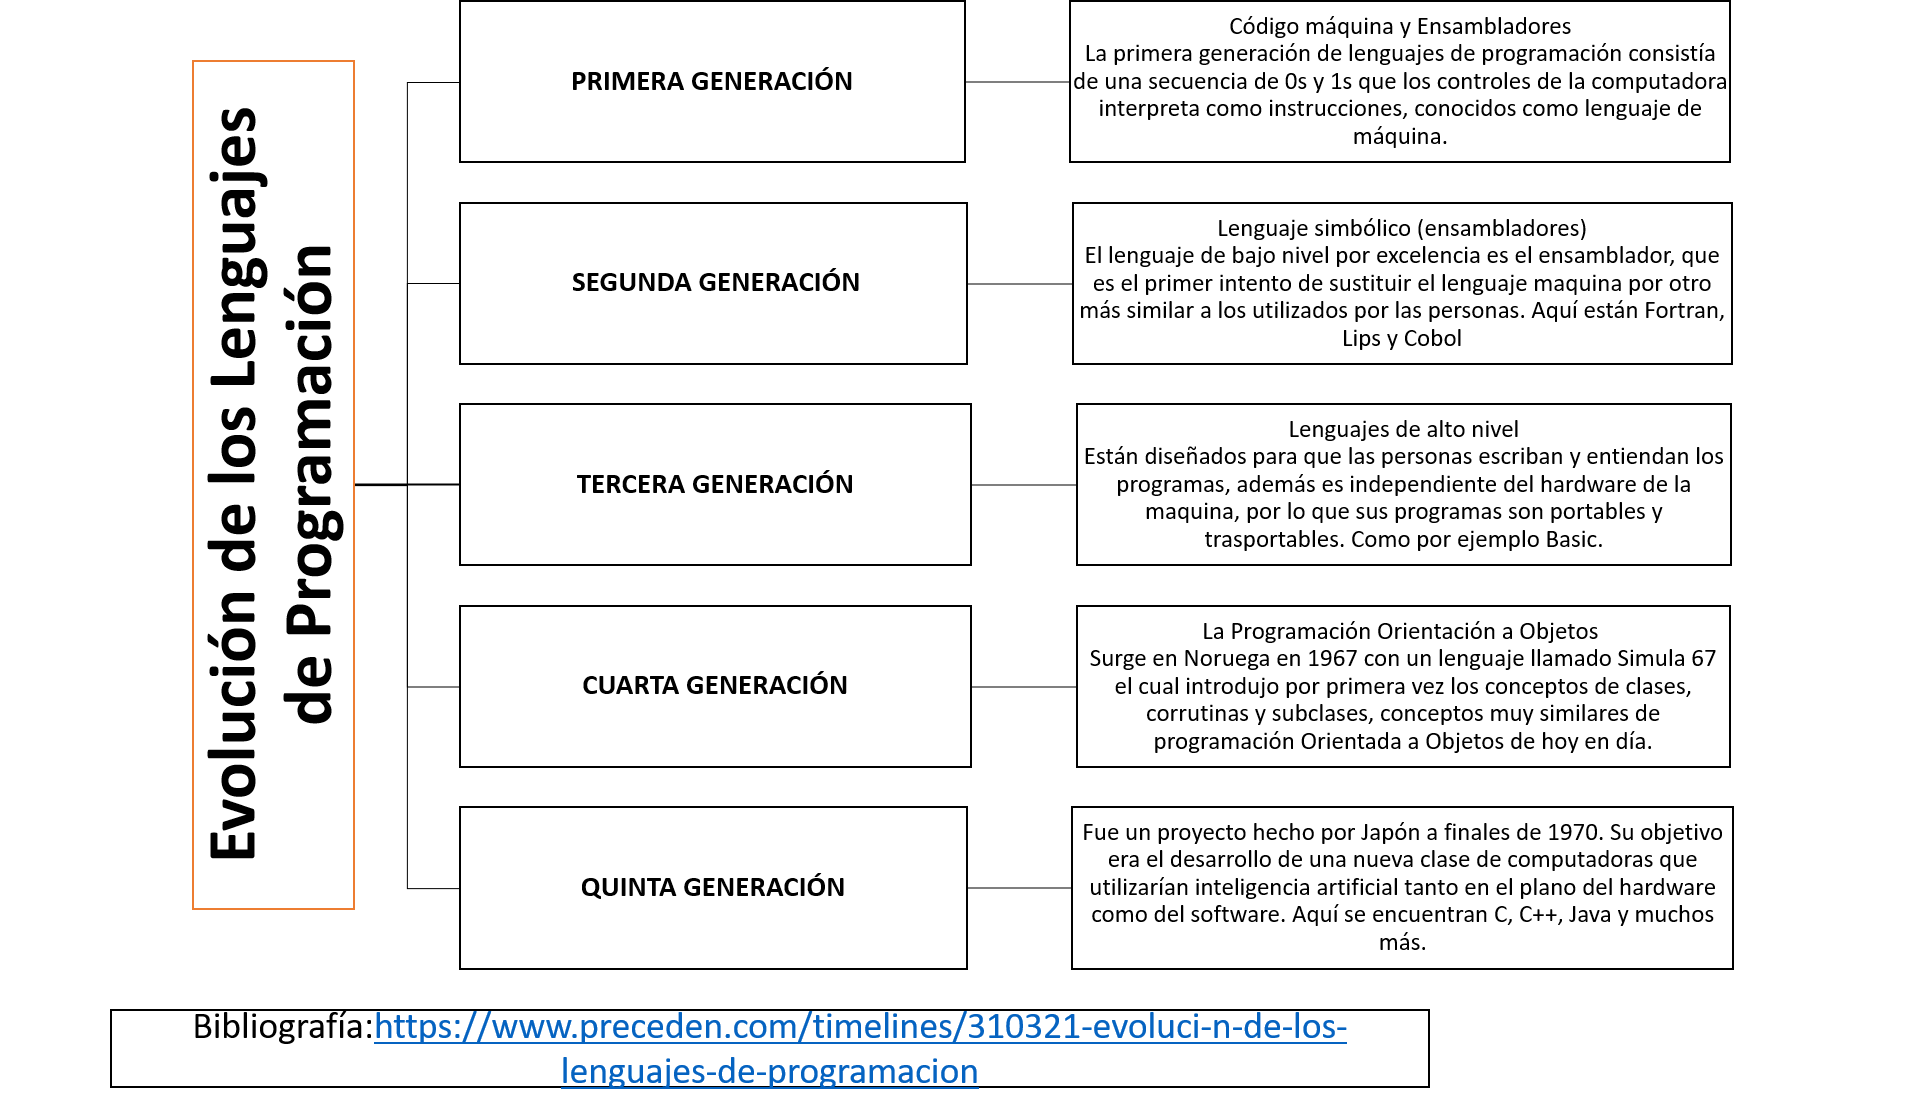 Evolución de los Lenguajes
de Programación
PRIMERA GENERACIÓN
Código máquina y Ensambladores
La primera generación de lenguajes de programación consistía
de una secuencia de 0s y 1s que los controles de la computadora
interpreta como instrucciones, conocidos como lenguaje de
máquina.
SEGUNDA GENERACIÓN
Lenguaje simbólico (ensambladores)
El lenguaje de bajo nivel por excelencia es el ensamblador, que
es el primer intento de sustituir el lenguaje maquina por otro
más similar a los utilizados por las personas. Aquí están Fortran,
Lips y Cobol
TERCERA GENERACIÓN
Lenguajes de alto nivel
Están diseñados para que las personas escriban y entiendan los
programas, además es independiente del hardware de la
maquina, por lo que sus programas son portables y
trasportables. Como por ejemplo Basic.
CUARTA GENERACIÓN
La Programación Orientación a Objetos
Surge en Noruega en 1967 con un lenguaje llamado Simula 67
el cual introdujo por primera vez los conceptos de clases,
corrutinas y subclases, conceptos muy similares de
programación Orientada a Objetos de hoy en día.
QUINTA GENERACIÓN
Fue un proyecto hecho por Japón a finales de 1970. Su objetivo
era el desarrollo de una nueva clase de computadoras que
utilizarían inteligencia artificial tanto en el plano del hardware
como del software. Aquí se encuentran C, C++, Java y muchos
más.
Bibliografía:https://www.preceden.com/timelines/310321-evoluci-n-de-los-
lenguajes-de-programacion